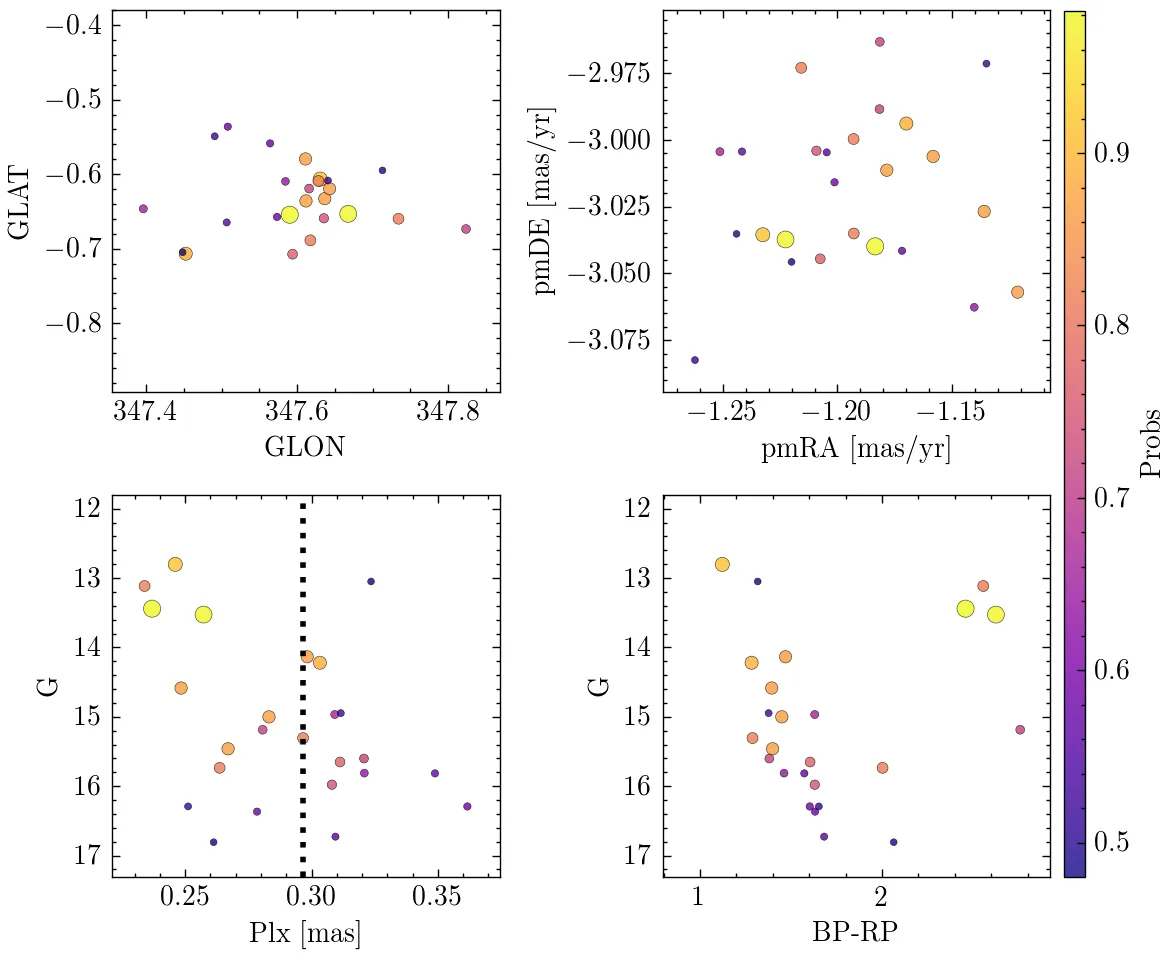 −0.4
−0.5
−0.6
−0.7
−0.8
GLAT
347.4 347.6 347.8
GLON
−2.975
−3.000
−3.025
−3.050
−3.075
pmDE [mas/yr]
−1.25 −1.20 −1.15
pmRA [mas/yr]
0.9
0.8
0.7
0.6
0.5
Probs
12
13
14
15
16
17
G
0.25 0.30 0.35
Plx [mas]
12
13
14
15
16
17
G
1 2
BP-RP